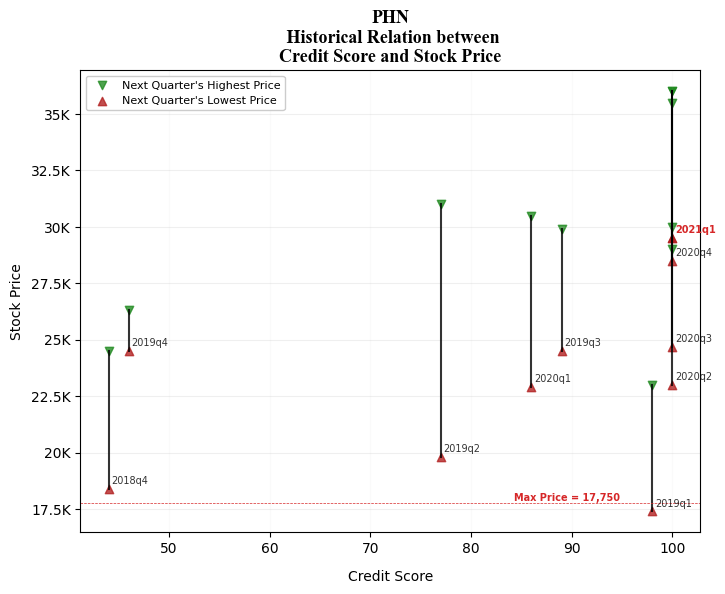 PHN
Historical Relation between
Credit Score and Stock Price
Next Quarter's Highest Price
Next Quarter's Lowest Price
35K
32.5K
30K
27.5K
25K
22.5K
20K
17.5K
Stock Price
2021q1
2020q4
2020q3
2019q4
2019q3
2020q2
2020q1
2019q2
2018q4
Max Price = 17,750
2019q1
50
60
70
80
90
100
Credit Score